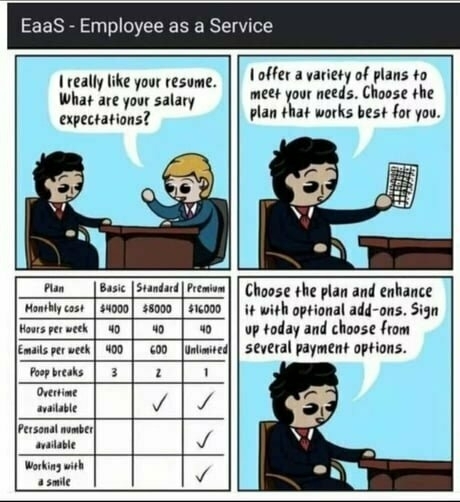 EaaS - Employee as a Service
I really like your resume.
What are your salary
expectations?
I offer a variety of plans to
meet your needs. Choose the
plan that works best for you.
Plan Basic Standard Premium
Monthly cost $4000 $8000 $16000
Hours per week 40 40 40
Emails per week 400 600 Unlimited
Poop breaks 3 2 1
Overtime
available ✓ ✓
Personal number
available ✓
Working with
a smile ✓
Choose the plan and enhance
it with optional add-ons. Sign
up today and choose from
several payment options.